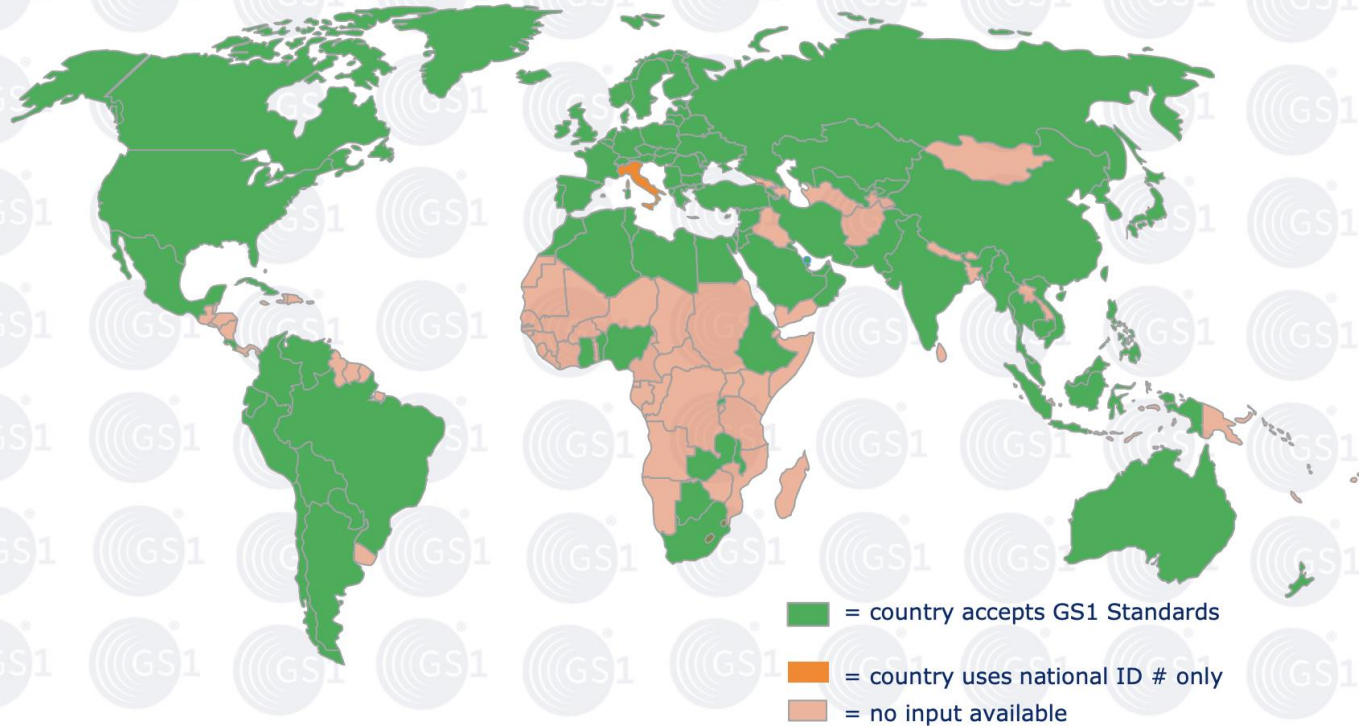 = country accepts GS1 Standards
= country uses national ID # only
= no input available